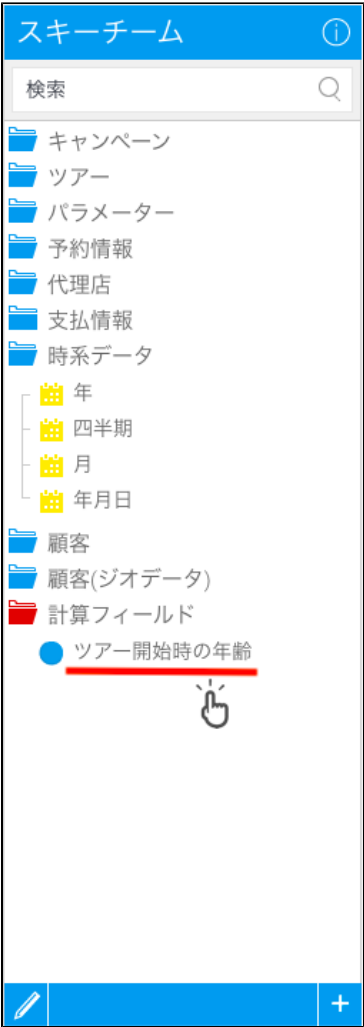 スキーチーム
検索
キャンペーン
ツアー
パラメーター
予約情報
代理店
支払情報
時系データ
年
四半期
月
年月日
顧客
顧客(ジオデータ)
計算フィールド
ツアー開始時の年齢